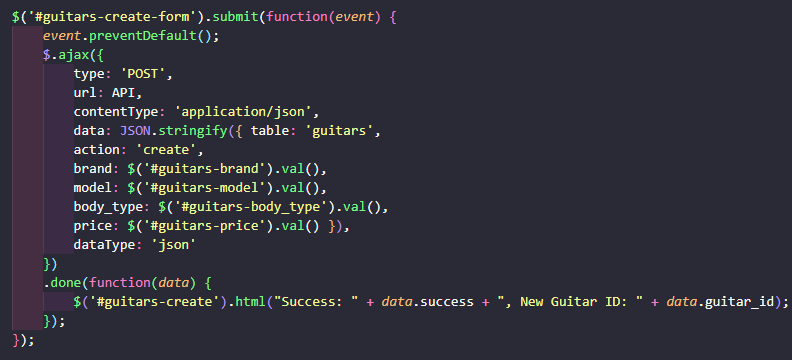 $('#guitars-create-form').submit(function(event) {
    event.preventDefault();
    $.ajax({
        type: 'POST',
        url: API,
        contentType: 'application/json',
        data: JSON.stringify({ table: 'guitars',
        action: 'create',
        brand: $('#guitars-brand').val(),
        model: $('#guitars-model').val(),
        body_type: $('#guitars-body_type').val(),
        price: $('#guitars-price').val() }),
        dataType: 'json'
    })
    .done(function(data) {
        $('#guitars-create').html("Success: " + data.success + ", New Guitar ID: " + data.guitar_id);
    });
});